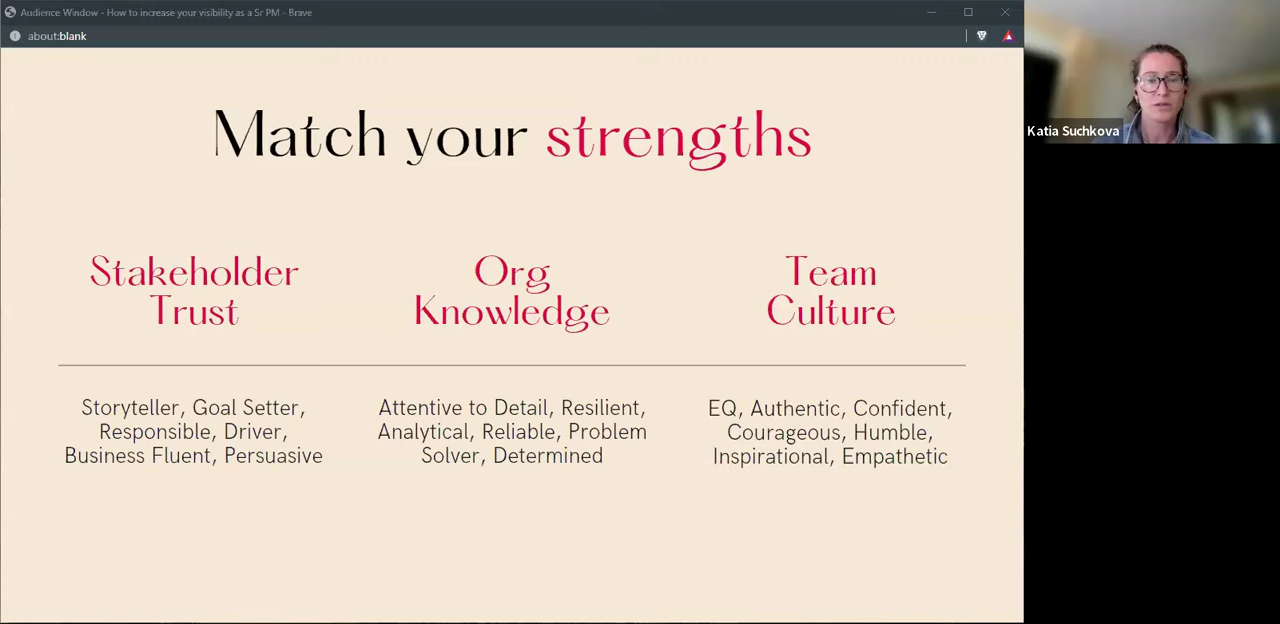 Audience Window - How to increase your visibility as a Sr PM - Brave
about:blank
Match your strengths
Stakeholder
Trust
Org
Knowledge
Team
Culture
Storyteller, Goal Setter,
Responsible, Driver,
Business Fluent, Persuasive
Attentive to Detail, Resilient,
Analytical, Reliable, Problem
Solver, Determined
EQ, Authentic, Confident,
Courageous, Humble,
Inspirational, Empathetic
Katia Suchkova